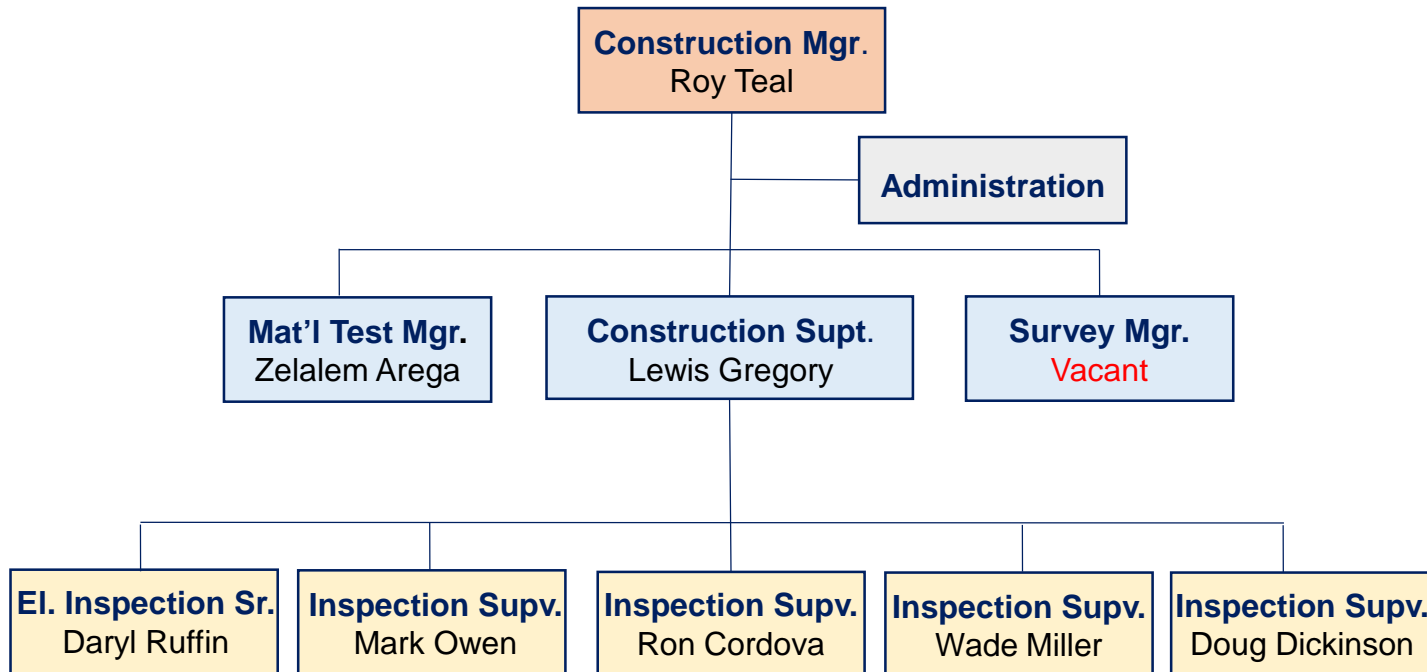 Construction Mgr.
Roy Teal
Administration
Mat’l Test Mgr.
Zelalem Arega
Construction Supt.
Lewis Gregory
Survey Mgr.
Vacant
El. Inspection Sr.
Daryl Ruffin
Inspection Supv.
Mark Owen
Inspection Supv.
Ron Cordova
Inspection Supv.
Wade Miller
Inspection Supv.
Doug Dickinson